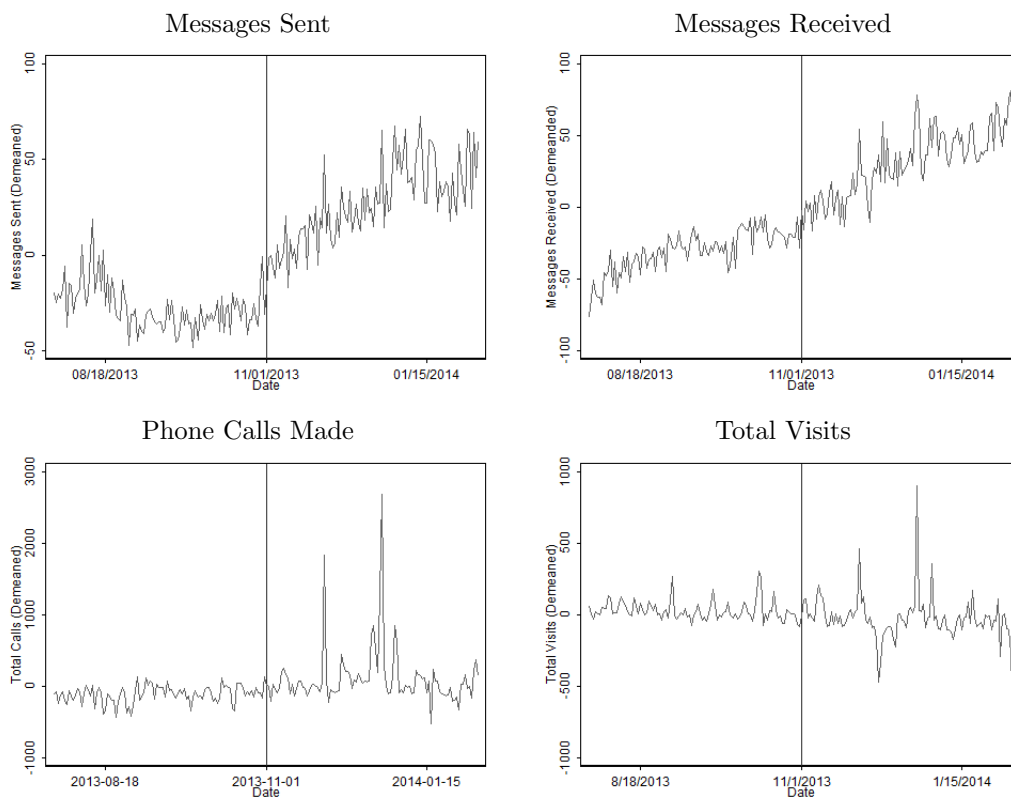 Messages Sent
Messages Sent (Demeaned)
100
50
0
-50
08/18/2013
11/01/2013
01/15/2014
Date
Messages Received
Messages Received (Demeanded)
100
50
0
-50
-100
08/18/2013
11/01/2013
01/15/2014
Date
Phone Calls Made
Total Calls (Demeaned)
3000
2000
1000
0
-1000
2013-08-18
2013-11-01
2014-01-15
Date
Total Visits
Total Visits (Demeaned)
1000
500
0
-500
-1000
8/18/2013
11/1/2013
1/15/2014
Date